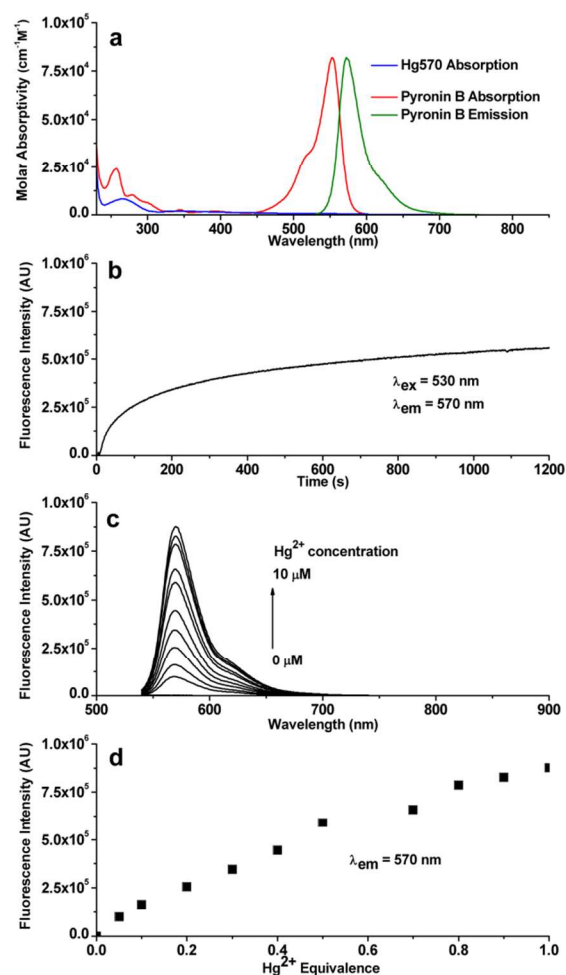 a
Molar Absorptivity (cm⁻¹M⁻¹)
1.0x10⁵
7.5x10⁴
5.0x10⁴
2.5x10⁴
0.0
Hg570 Absorption
Pyronin B Absorption
Pyronin B Emission
300 400 500 600 700 800
Wavelength (nm)
b
Fluorescence Intensity (AU)
1.0x10⁶
7.5x10⁵
5.0x10⁵
2.5x10⁵
0.0
λex = 530 nm
λem = 570 nm
0 200 400 600 800 1000 1200
Time (s)
c
Fluorescence Intensity (AU)
1.0x10⁶
7.5x10⁵
5.0x10⁵
2.5x10⁵
0.0
Hg²⁺ concentration
10 μM
0 μM
500 600 700 800 900
Wavelength (nm)
d
Fluorescence Intensity (AU)
1.0x10⁶
7.5x10⁵
5.0x10⁵
2.5x10⁵
0.0
λem = 570 nm
0.0 0.2 0.4 0.6 0.8 1.0
Hg²⁺ Equivalence